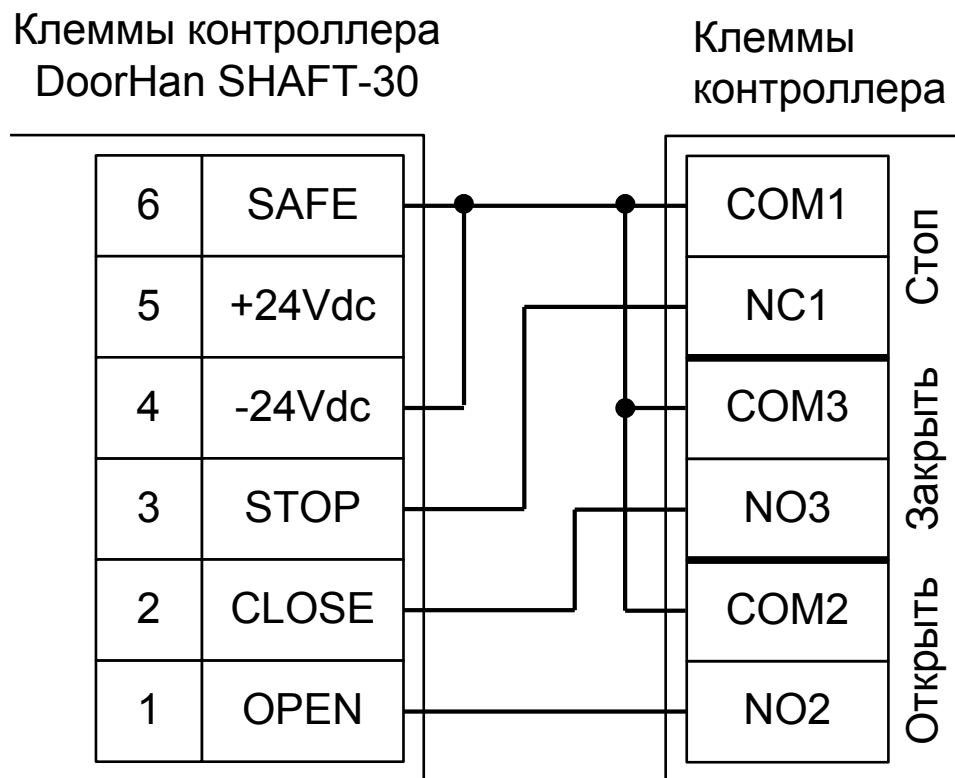 Клеммы контроллера
DoorHan SHAFT-30
6 SAFE
5 +24Vdc
4 -24Vdc
3 STOP
2 CLOSE
1 OPEN
Клеммы
контроллера
COM1
NC1
COM3
NO3
COM2
NO2
Стоп
Закрыть
Открыть